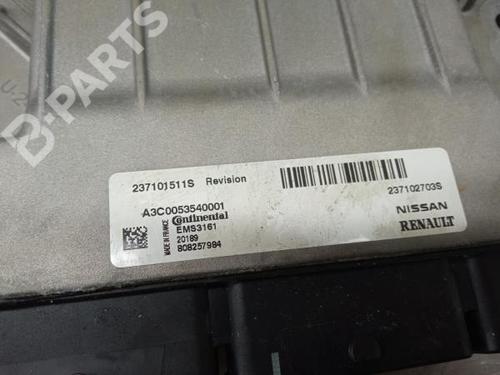 B-PARTS
237101511S Revision
237102703S
A3C0053540001
MADE IN FRANCE
Continental
EMS3161
20189
808257984
NISSAN
RENAULT